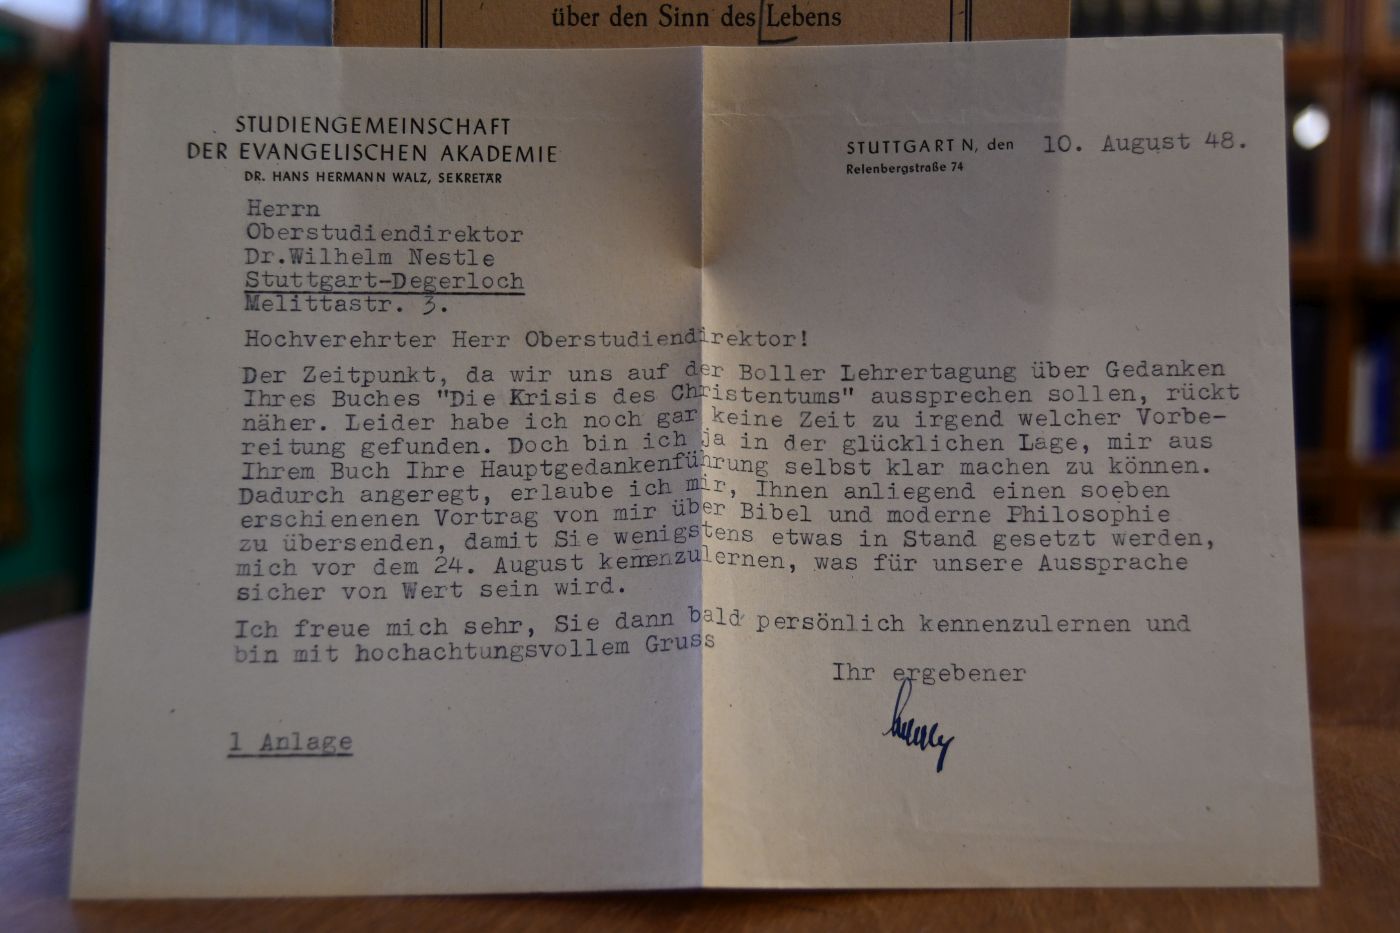 über den Sinn des Lebens
STUDIENGEMEINSCHAFT
DER EVANGELISCHEN AKADEMIE
DR. HANS HERMANN WALZ, SEKRETÄR
STUTTGART N, den 10. August 48.
Relenbergstraße 74
Herrn
Oberstudiendirektor
Dr.Wilhelm Nestle
Stuttgart-Degerloch
Melittastr. 3.
Hochverehrter Herr Oberstudiendirektor!
Der Zeitpunkt, da wir uns auf der Boller Lehrertagung über Gedanken
Ihres Buches "Die Krisis des Christentums" aussprechen sollen, rückt
näher. Leider habe ich noch gar keine Zeit zu irgend welcher Vorbe-
reitung gefunden. Doch bin ich ja in der glücklichen Lage, mir aus
Ihrem Buch Ihre Hauptgedankenführung selbst klar machen zu können.
Dadurch angeregt, erlaube ich mir, Ihnen anliegend einen soeben
erschienenen Vortrag von mir über Bibel und moderne Philosophie
zu übersenden, damit Sie wenigstens etwas in Stand gesetzt werden,
mich vor dem 24. August kennenzulernen, was für unsere Aussprache
sicher von Wert sein wird.
Ich freue mich sehr, Sie dann bald persönlich kennenzulernen und
bin mit hochachtungsvollem Gruss
Ihr ergebener
1 Anlage